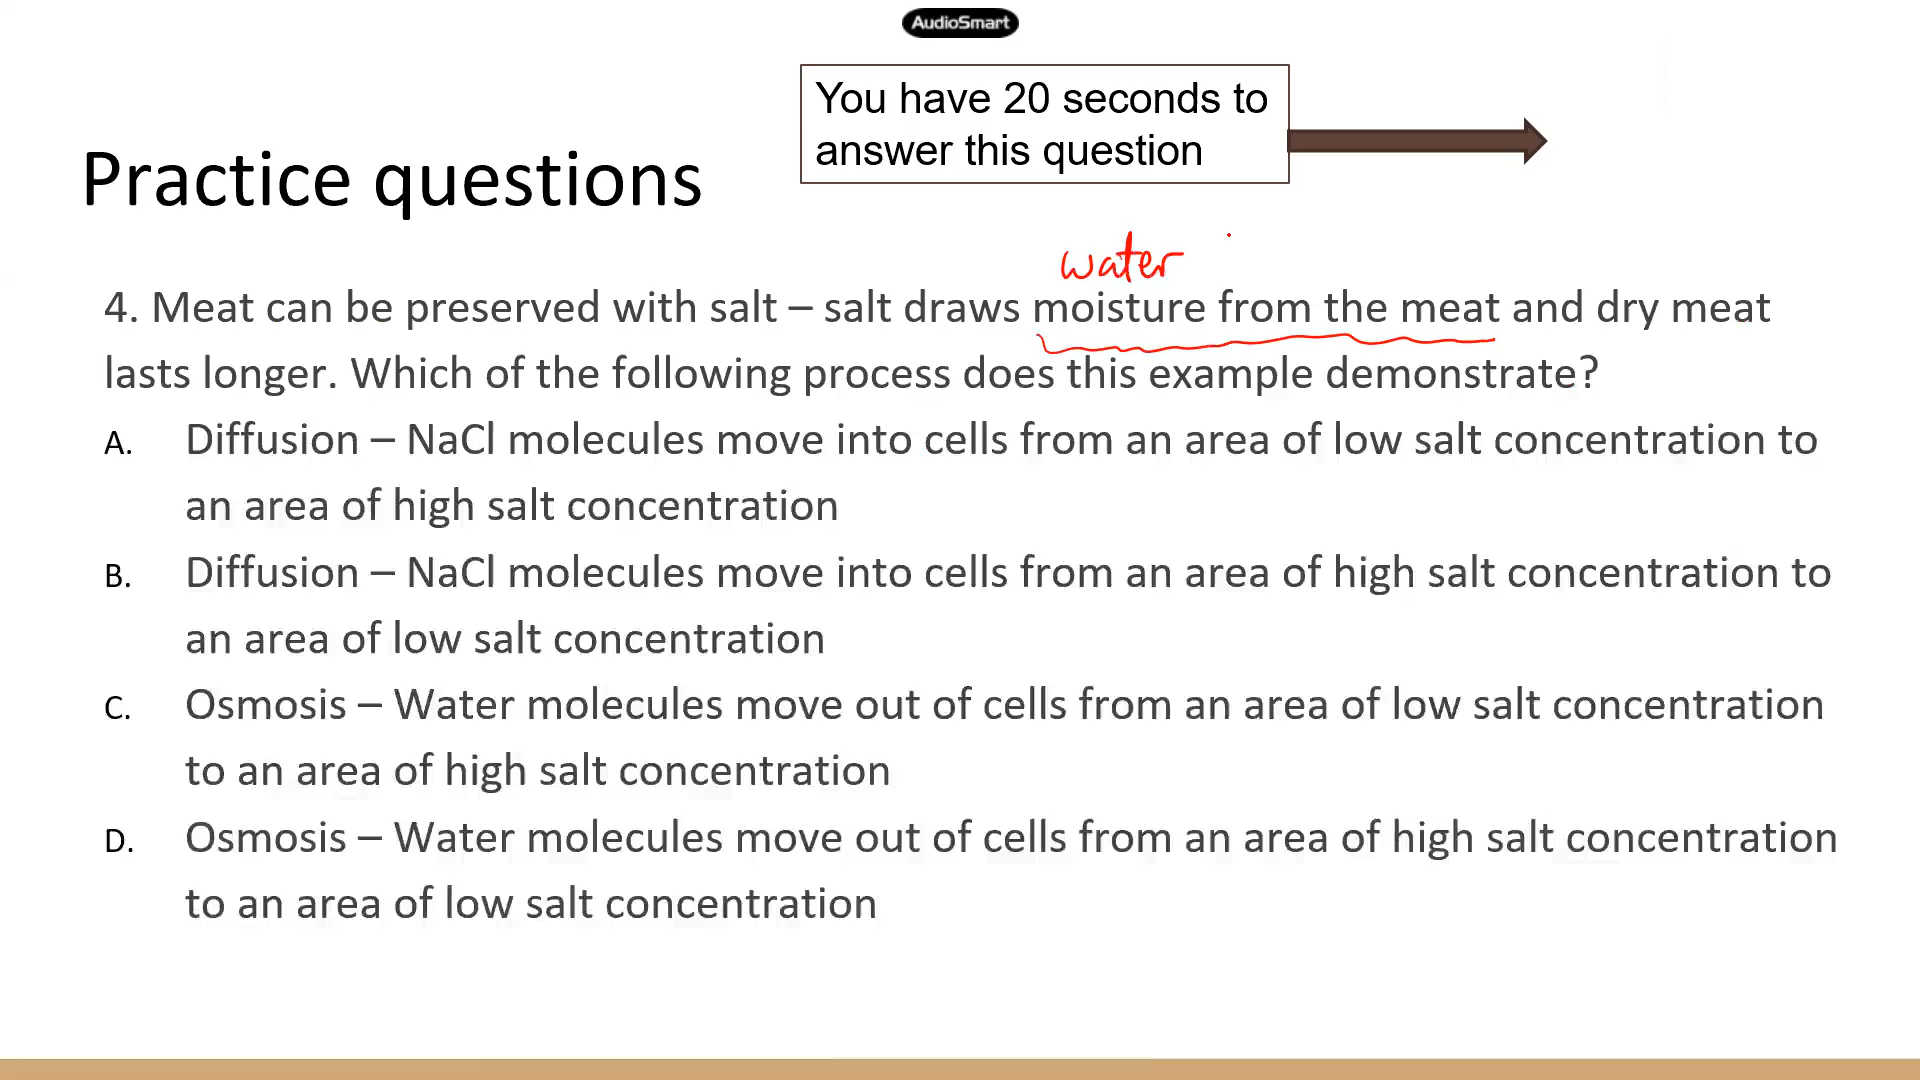 AudioSmart
You have 20 seconds to
answer this question
Practice questions
water
4. Meat can be preserved with salt – salt draws moisture from the meat and dry meat
lasts longer. Which of the following process does this example demonstrate?
A. Diffusion – NaCl molecules move into cells from an area of low salt concentration to
an area of high salt concentration
B. Diffusion – NaCl molecules move into cells from an area of high salt concentration to
an area of low salt concentration
C. Osmosis – Water molecules move out of cells from an area of low salt concentration
to an area of high salt concentration
D. Osmosis – Water molecules move out of cells from an area of high salt concentration
to an area of low salt concentration